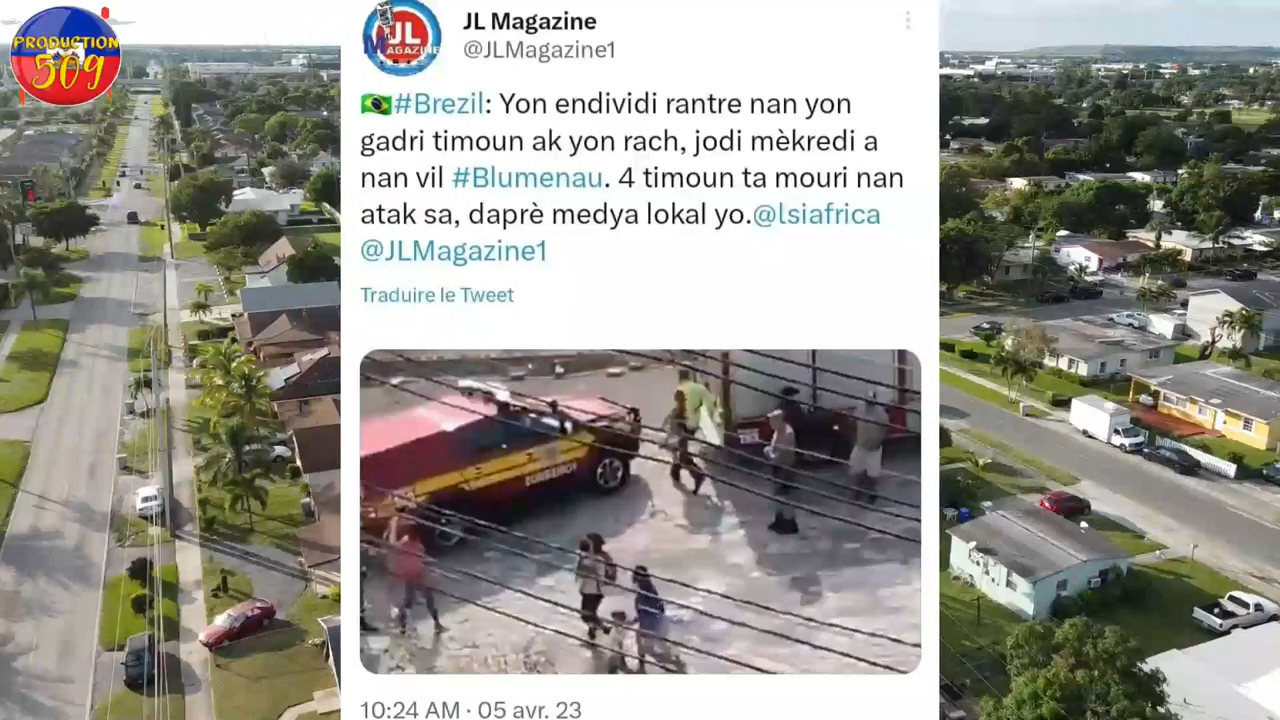 PRODUCTION
509
JL
MAGAZINE
JL Magazine
@JLMagazine1
🇧🇷#Brezil: Yon endividi rantre nan yon
gadri timoun ak yon rach, jodi mèkredi a
nan vil #Blumenau. 4 timoun ta mouri nan
atak sa, daprè medya lokal yo.@lsiafrica
@JLMagazine1
Traduire le Tweet
BOMBEIROS
10:24 AM · 05 avr. 23